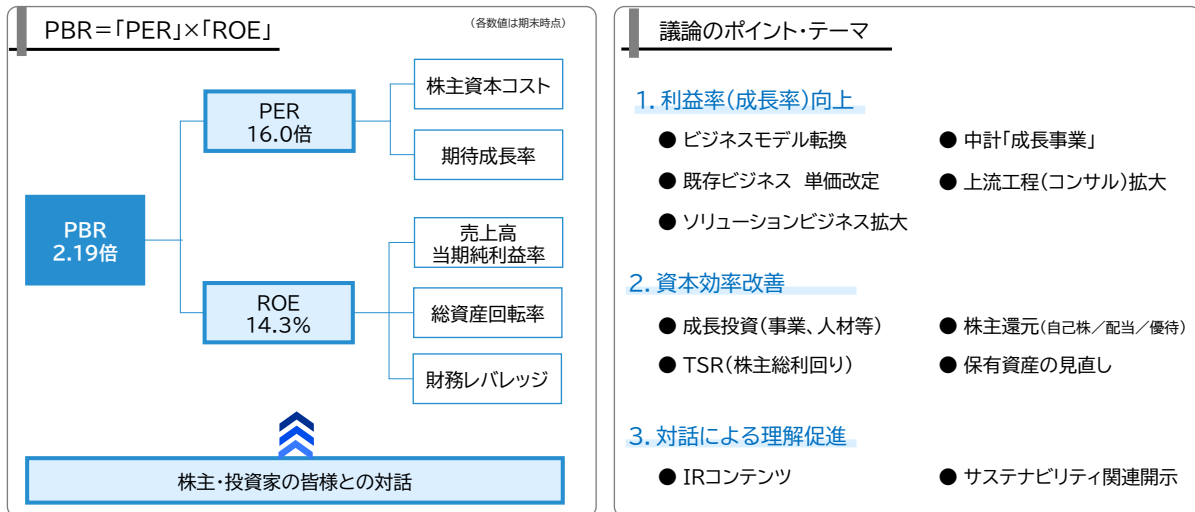 PBR=「PER」×「ROE」
(各数値は期末時点)
PBR
2.19倍
PER
16.0倍
株主資本コスト
期待成長率
ROE
14.3%
売上高
当期純利益率
総資産回転率
財務レバレッジ
株主・投資家の皆様との対話
議論のポイント・テーマ
1. 利益率(成長率)向上
● ビジネスモデル転換
● 中計「成長事業」
● 既存ビジネス 単価改定
● 上流工程(コンサル)拡大
● ソリューションビジネス拡大
2. 資本効率改善
● 成長投資(事業、人材等)
● 株主還元(自己株/配当/優待)
● TSR(株主総利回り)
● 保有資産の見直し
3. 対話による理解促進
● IRコンテンツ
● サステナビリティ関連開示